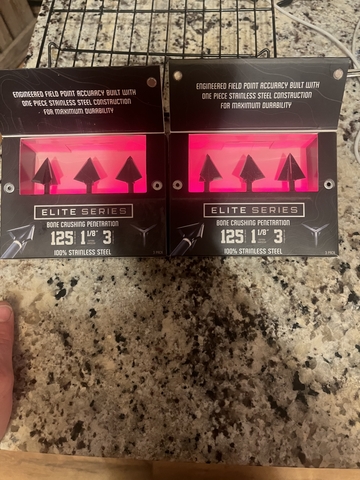 ENGINEERED FIELD POINT ACCURACY BUILT WITH
ONE PIECE STAINLESS STEEL CONSTRUCTION
FOR MAXIMUM DURABILITY
ELITE SERIES
BONE CRUSHING PENETRATION
125 1 1/8" 3
100% STAINLESS STEEL
ENGINEERED FIELD POINT ACCURACY BUILT WITH
ONE PIECE STAINLESS STEEL CONSTRUCTION
FOR MAXIMUM DURABILITY
ELITE SERIES
BONE CRUSHING PENETRATION
125 1 1/8" 3
100% STAINLESS STEEL